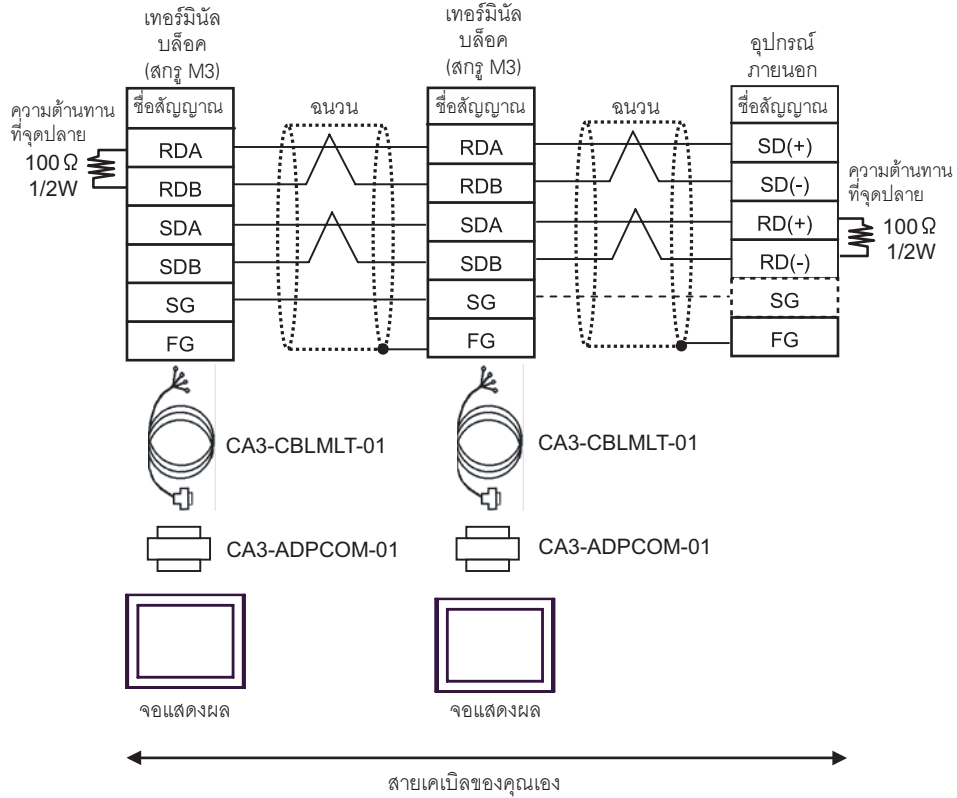 เทอร์มินัล
บล็อค
(สกรู M3)
เทอร์มินัล
บล็อค
(สกรู M3)
อุปกรณ์
ภายนอก
ความต้านทาน
ที่จุดปลาย
100 Ω
1/2W
ชื่อสัญญาณ
RDA
RDB
SDA
SDB
SG
FG
ฉนวน
ชื่อสัญญาณ
RDA
RDB
SDA
SDB
SG
FG
ฉนวน
ชื่อสัญญาณ
SD(+)
SD(-)
RD(+)
RD(-)
SG
FG
ความต้านทาน
ที่จุดปลาย
100 Ω
1/2W
CA3-CBLMLT-01
CA3-CBLMLT-01
CA3-ADPCOM-01
CA3-ADPCOM-01
จอแสดงผล
จอแสดงผล
สายเคเบิลของคุณเอง